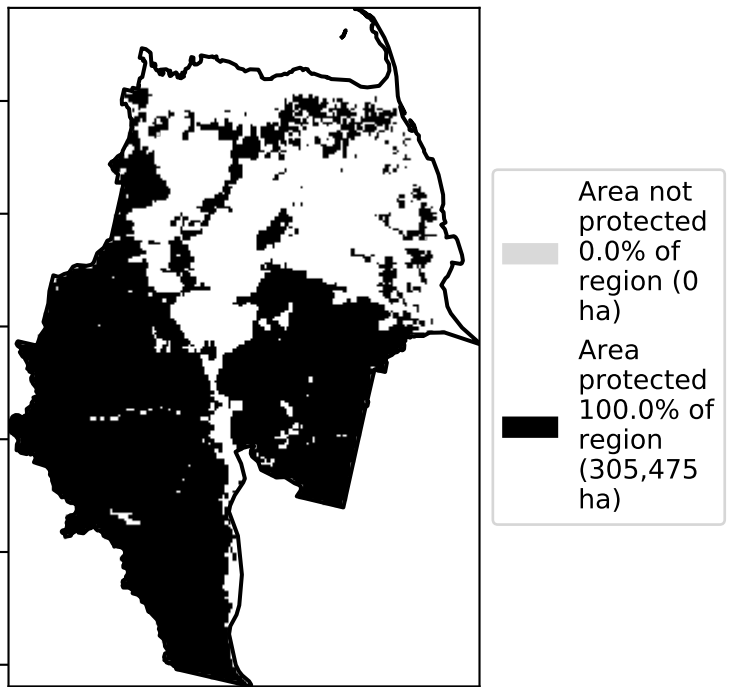 Area not
protected
0.0% of
region (0
ha)
Area
protected
100.0% of
region
(305,475
ha)